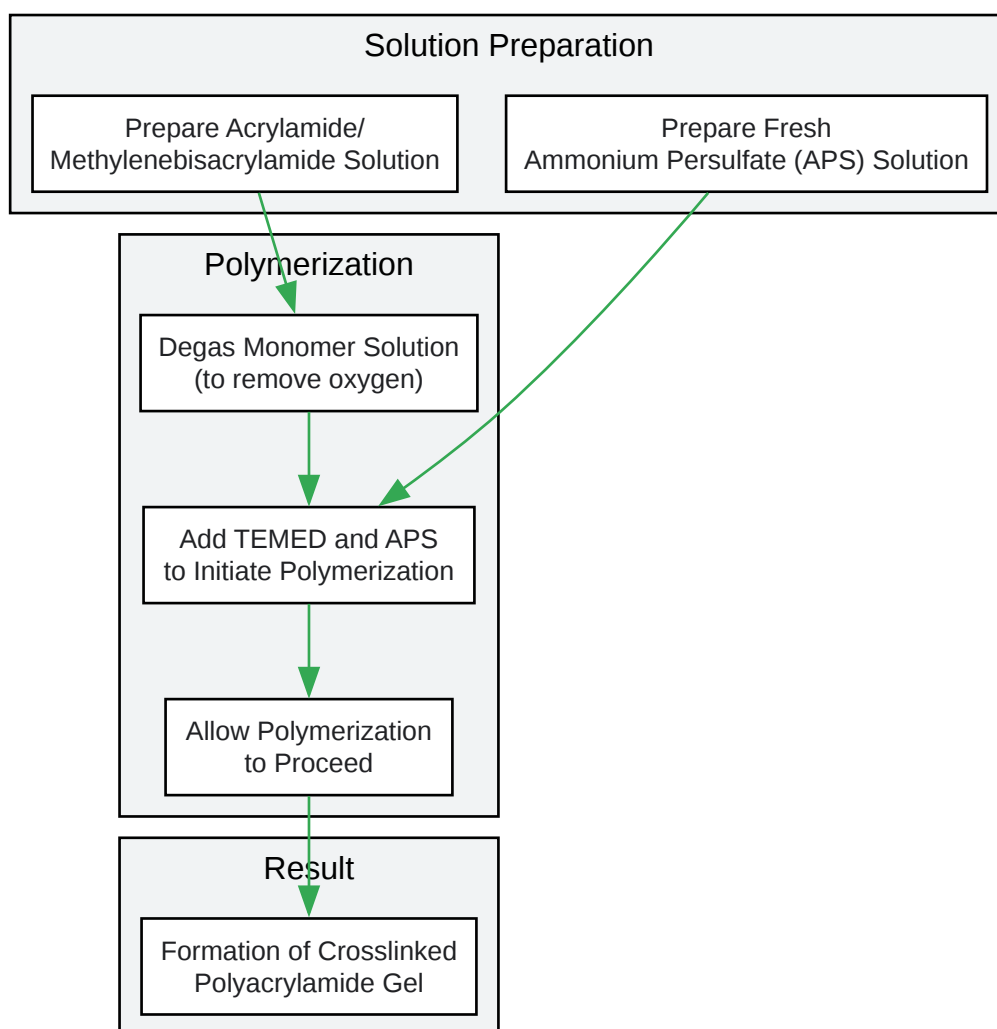 Solution Preparation
Prepare Acrylamide/
Methylenebisacrylamide Solution
Prepare Fresh
Ammonium Persulfate (APS) Solution
Polymerization
Degas Monomer Solution
(to remove oxygen)
Add TEMED and APS
to Initiate Polymerization
Allow Polymerization
to Proceed
Result
Formation of Crosslinked
Polyacrylamide Gel